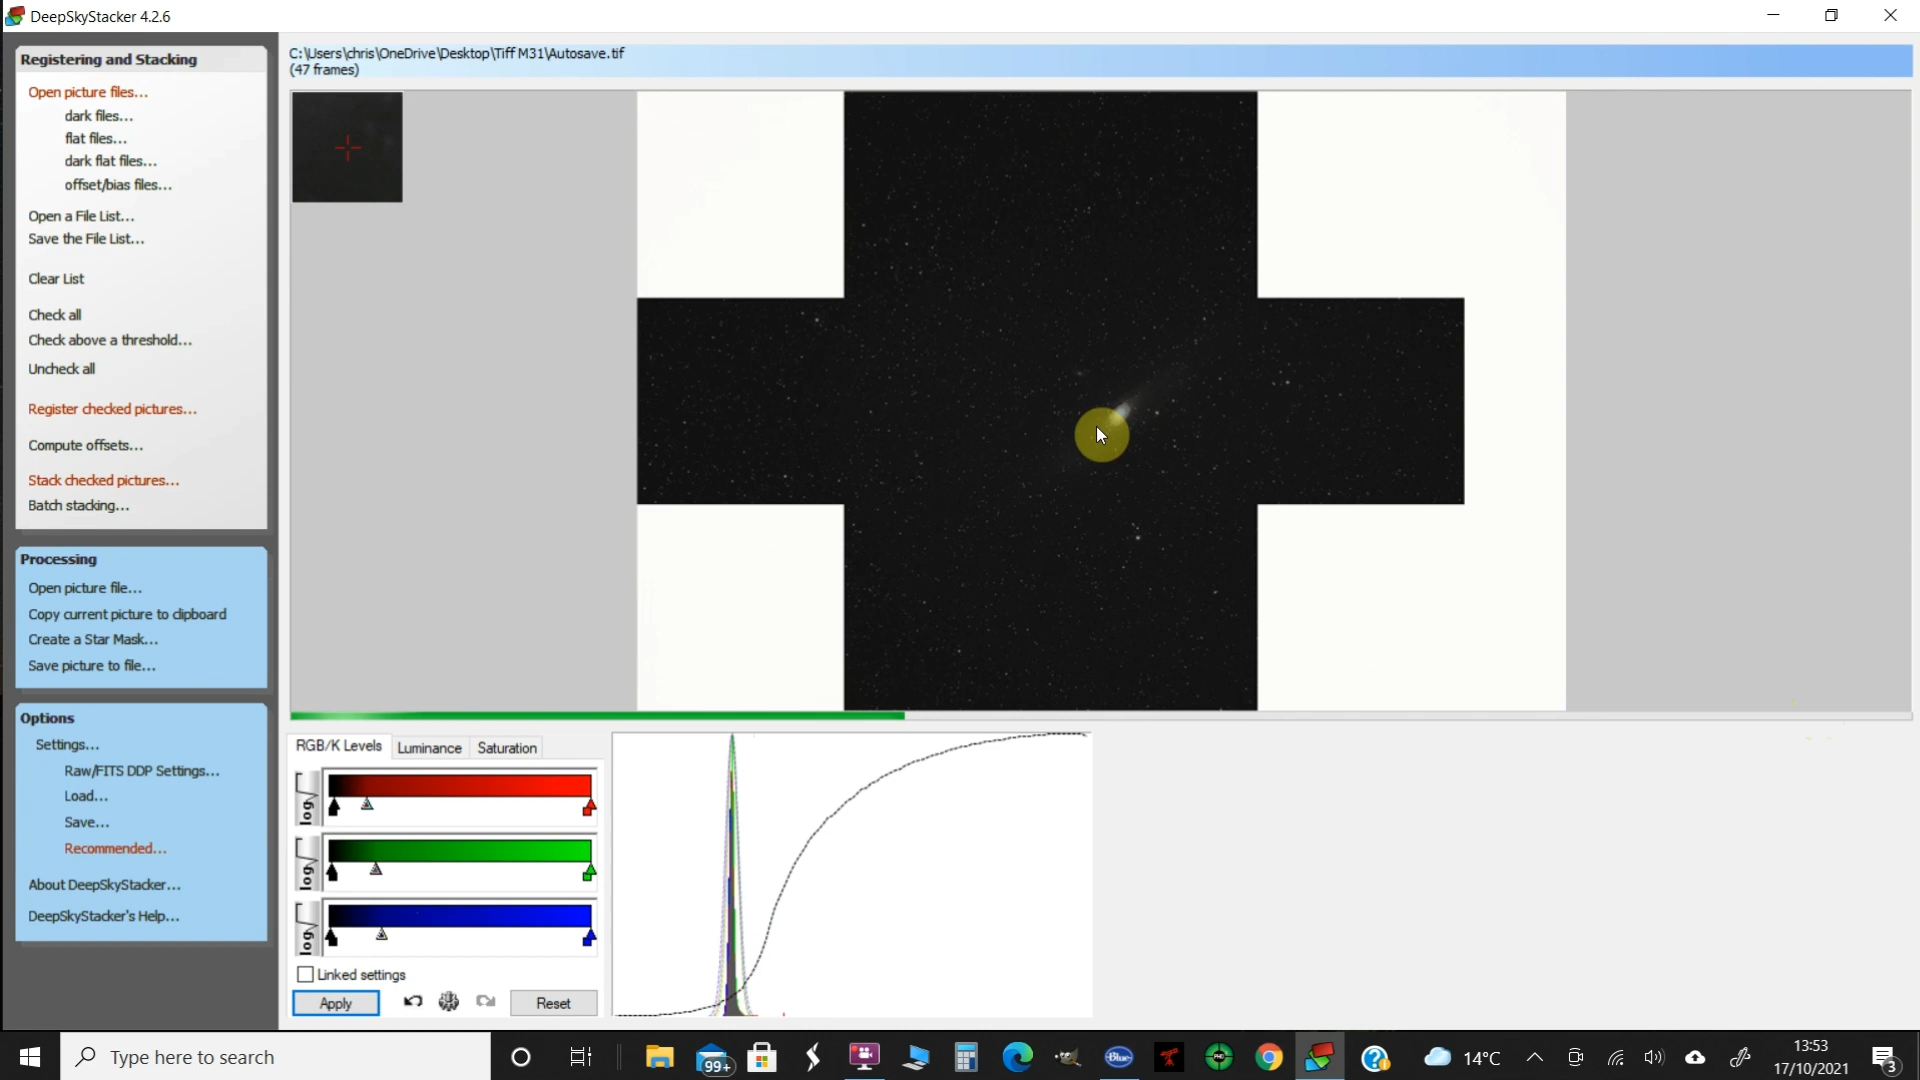 DeepSkyStacker 4.2.6
Registering and Stacking
Open picture files...
dark files...
flat files...
dark flat files...
offset/bias files...
Open a File List...
Save the File List...
Clear List
Check all
Check above a threshold...
Uncheck all
Register checked pictures...
Compute offsets...
Stack checked pictures...
Batch stacking...
Processing
Open picture file...
Copy current picture to clipboard
Create a Star Mask...
Save picture to file...
Options
Settings...
Raw/FITS DDP Settings...
Load...
Save...
Recommended...
About DeepSkyStacker...
DeepSkyStacker's Help...
C:\Users\chris\OneDrive\Desktop\Tiff M31\Autosave.tif
(47 frames)
RGB/K Levels Luminance Saturation
log
log
log
Linked settings
Apply Reset
Type here to search
99+
Blue
PHD
14°C
13:53
17/10/2021
3